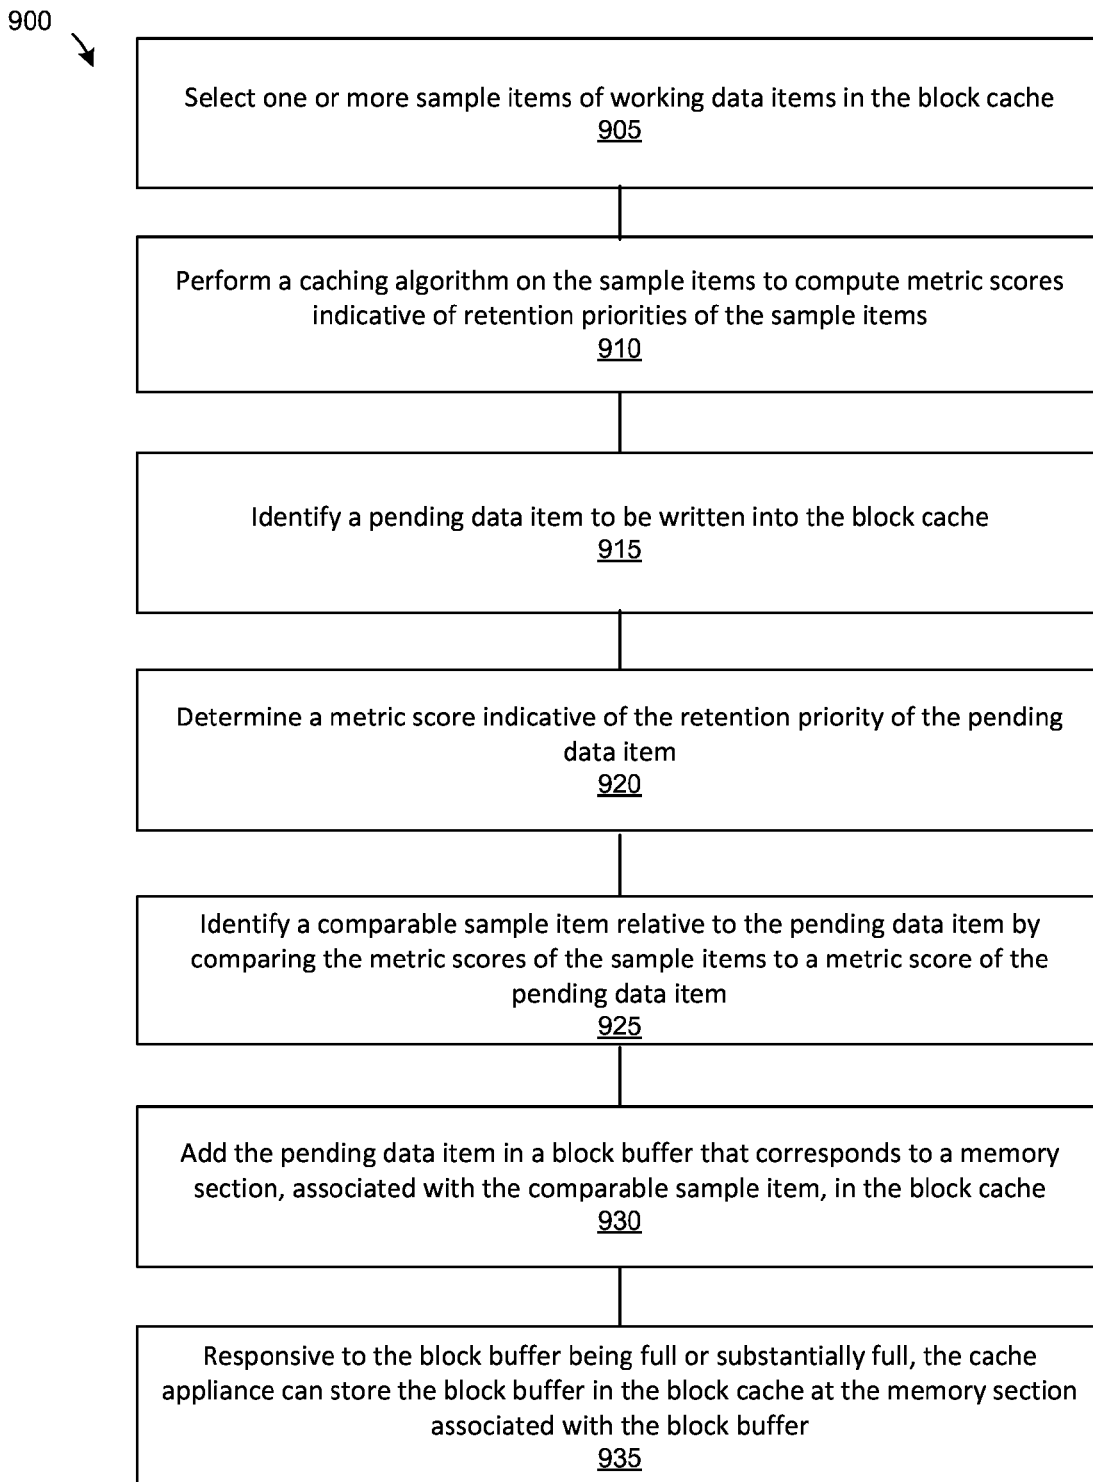 900
Select one or more sample items of working data items in the block cache
905
Perform a caching algorithm on the sample items to compute metric scores
indicative of retention priorities of the sample items
910
Identify a pending data item to be written into the block cache
915
Determine a metric score indicative of the retention priority of the pending
data item
920
Identify a comparable sample item relative to the pending data item by
comparing the metric scores of the sample items to a metric score of the
pending data item
925
Add the pending data item in a block buffer that corresponds to a memory
section, associated with the comparable sample item, in the block cache
930
Responsive to the block buffer being full or substantially full, the cache
appliance can store the block buffer in the block cache at the memory section
associated with the block buffer
935